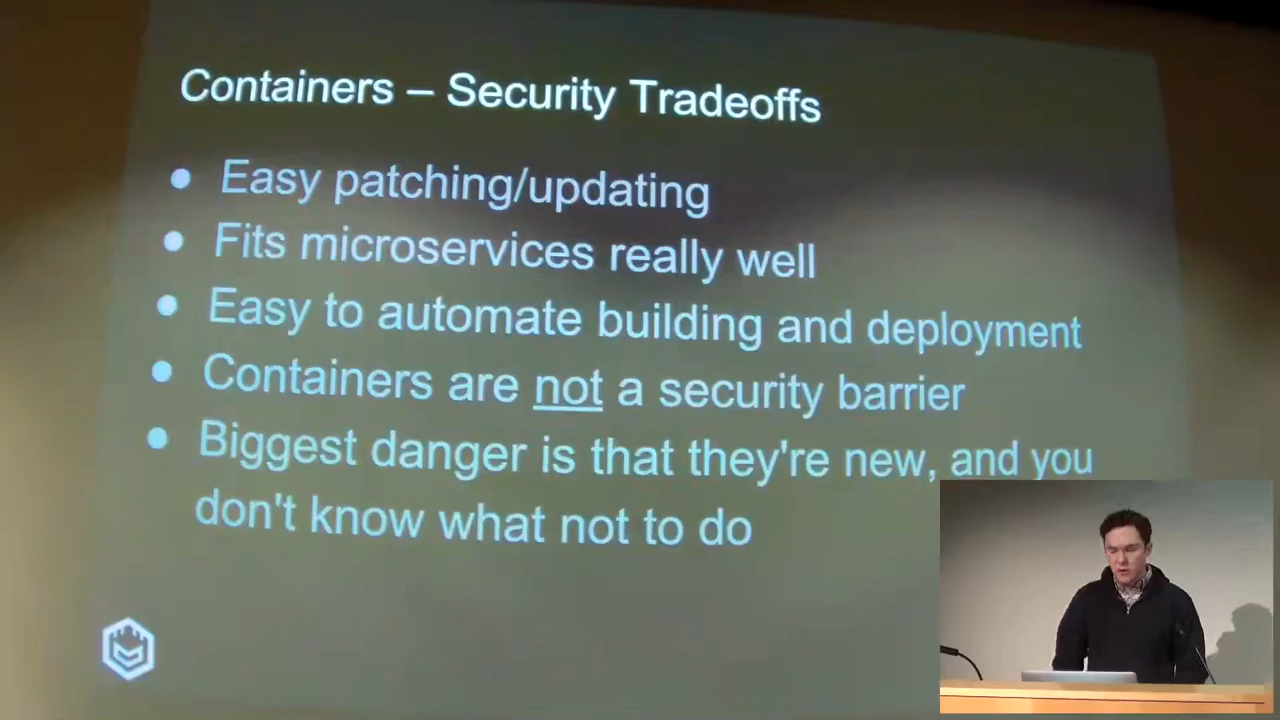 Containers – Security Tradeoffs
• Easy patching/updating
• Fits microservices really well
• Easy to automate building and deployment
• Containers are not a security barrier
• Biggest danger is that they're new, and you
don't know what not to do